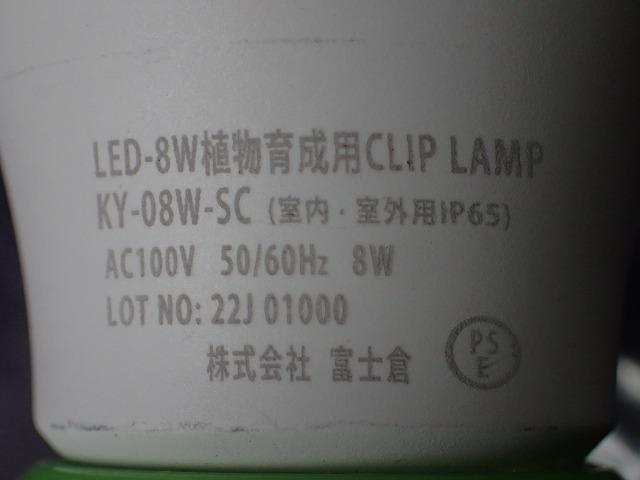 LED-8W植物育成用CLIP LAMP
KY-08W-SC (室内・室外用IP65)
AC100V 50/60Hz 8W
LOT NO: 22J 01000
株式会社 富士倉
PS
E